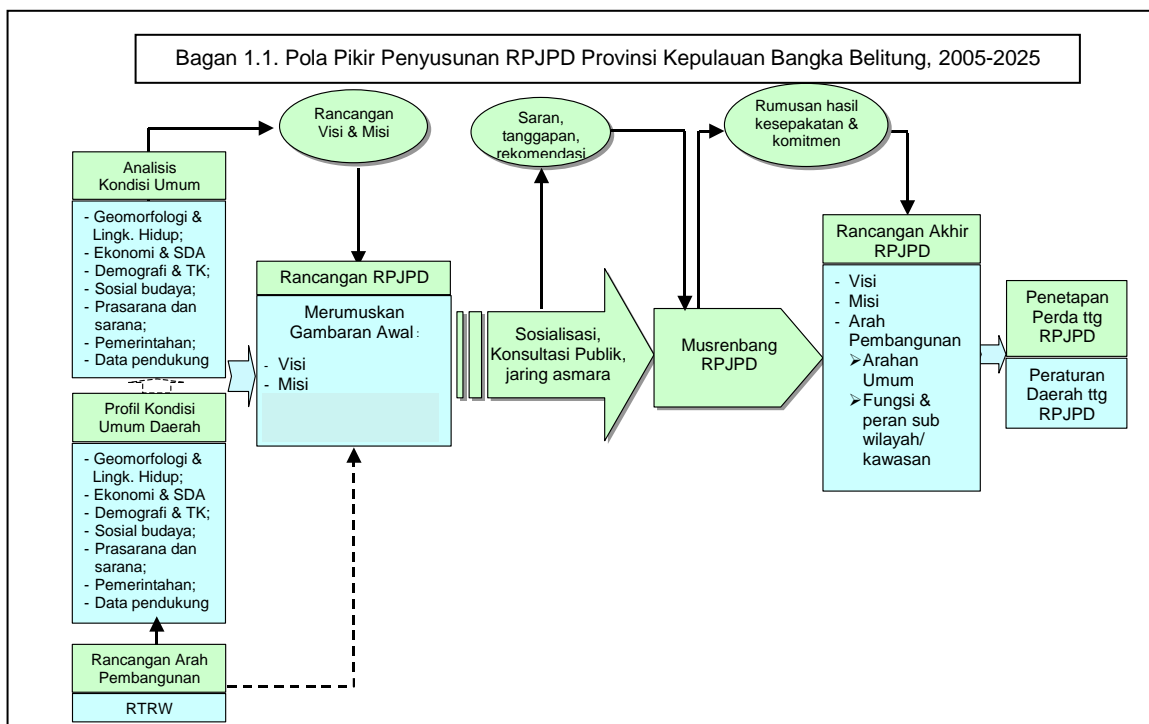 Bagan 1.1. Pola Pikir Penyusunan RPJPD Provinsi Kepulauan Bangka Belitung, 2005-2025
Rancangan
Visi & Misi
Saran,
tanggapan,
rekomendasi
Rumusan hasil
kesepakatan &
komitmen
Analisis
Kondisi Umum
- Geomorfologi &
Lingk. Hidup;
- Ekonomi & SDA
- Demografi & TK;
- Sosial budaya;
- Prasarana dan
sarana;
- Pemerintahan;
- Data pendukung
Profil Kondisi
Umum Daerah
- Geomorfologi &
Lingk. Hidup;
- Ekonomi & SDA
- Demografi & TK;
- Sosial budaya;
- Prasarana dan
sarana;
- Pemerintahan;
- Data pendukung
Rancangan Arah
Pembangunan
RTRW
Rancangan RPJPD
Merumuskan
Gambaran Awal:
- Visi
- Misi
Sosialisasi,
Konsultasi Publik,
jaring asmara
Musrenbang
RPJPD
Rancangan Akhir
RPJPD
- Visi
- Misi
- Arah
Pembangunan
➢Arahan
Umum
➢Fungsi &
peran sub
wilayah/
kawasan
Penetapan
Perda ttg
RPJPD
Peraturan
Daerah ttg
RPJPD